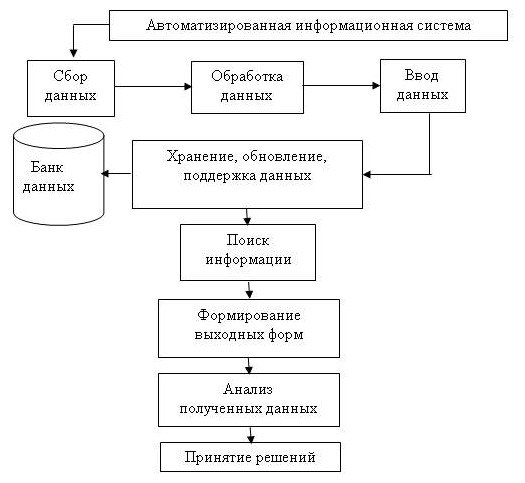 Автоматизированная информационная система
Сбор
данных
Обработка
данных
Ввод
данных
Банк
данных
Хранение, обновление,
поддержка данных
Поиск
информации
Формирование
выходных форм
Анализ
полученных данных
Принятие решений